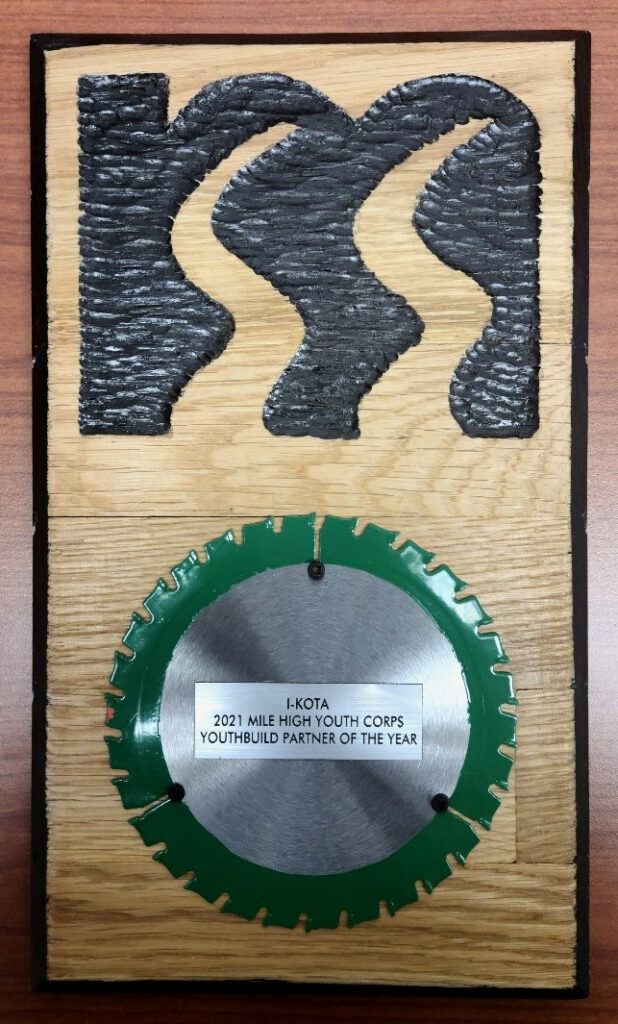 I-KOTA
2021 MILE HIGH YOUTH CORPS
YOUTHBUILD PARTNER OF THE YEAR